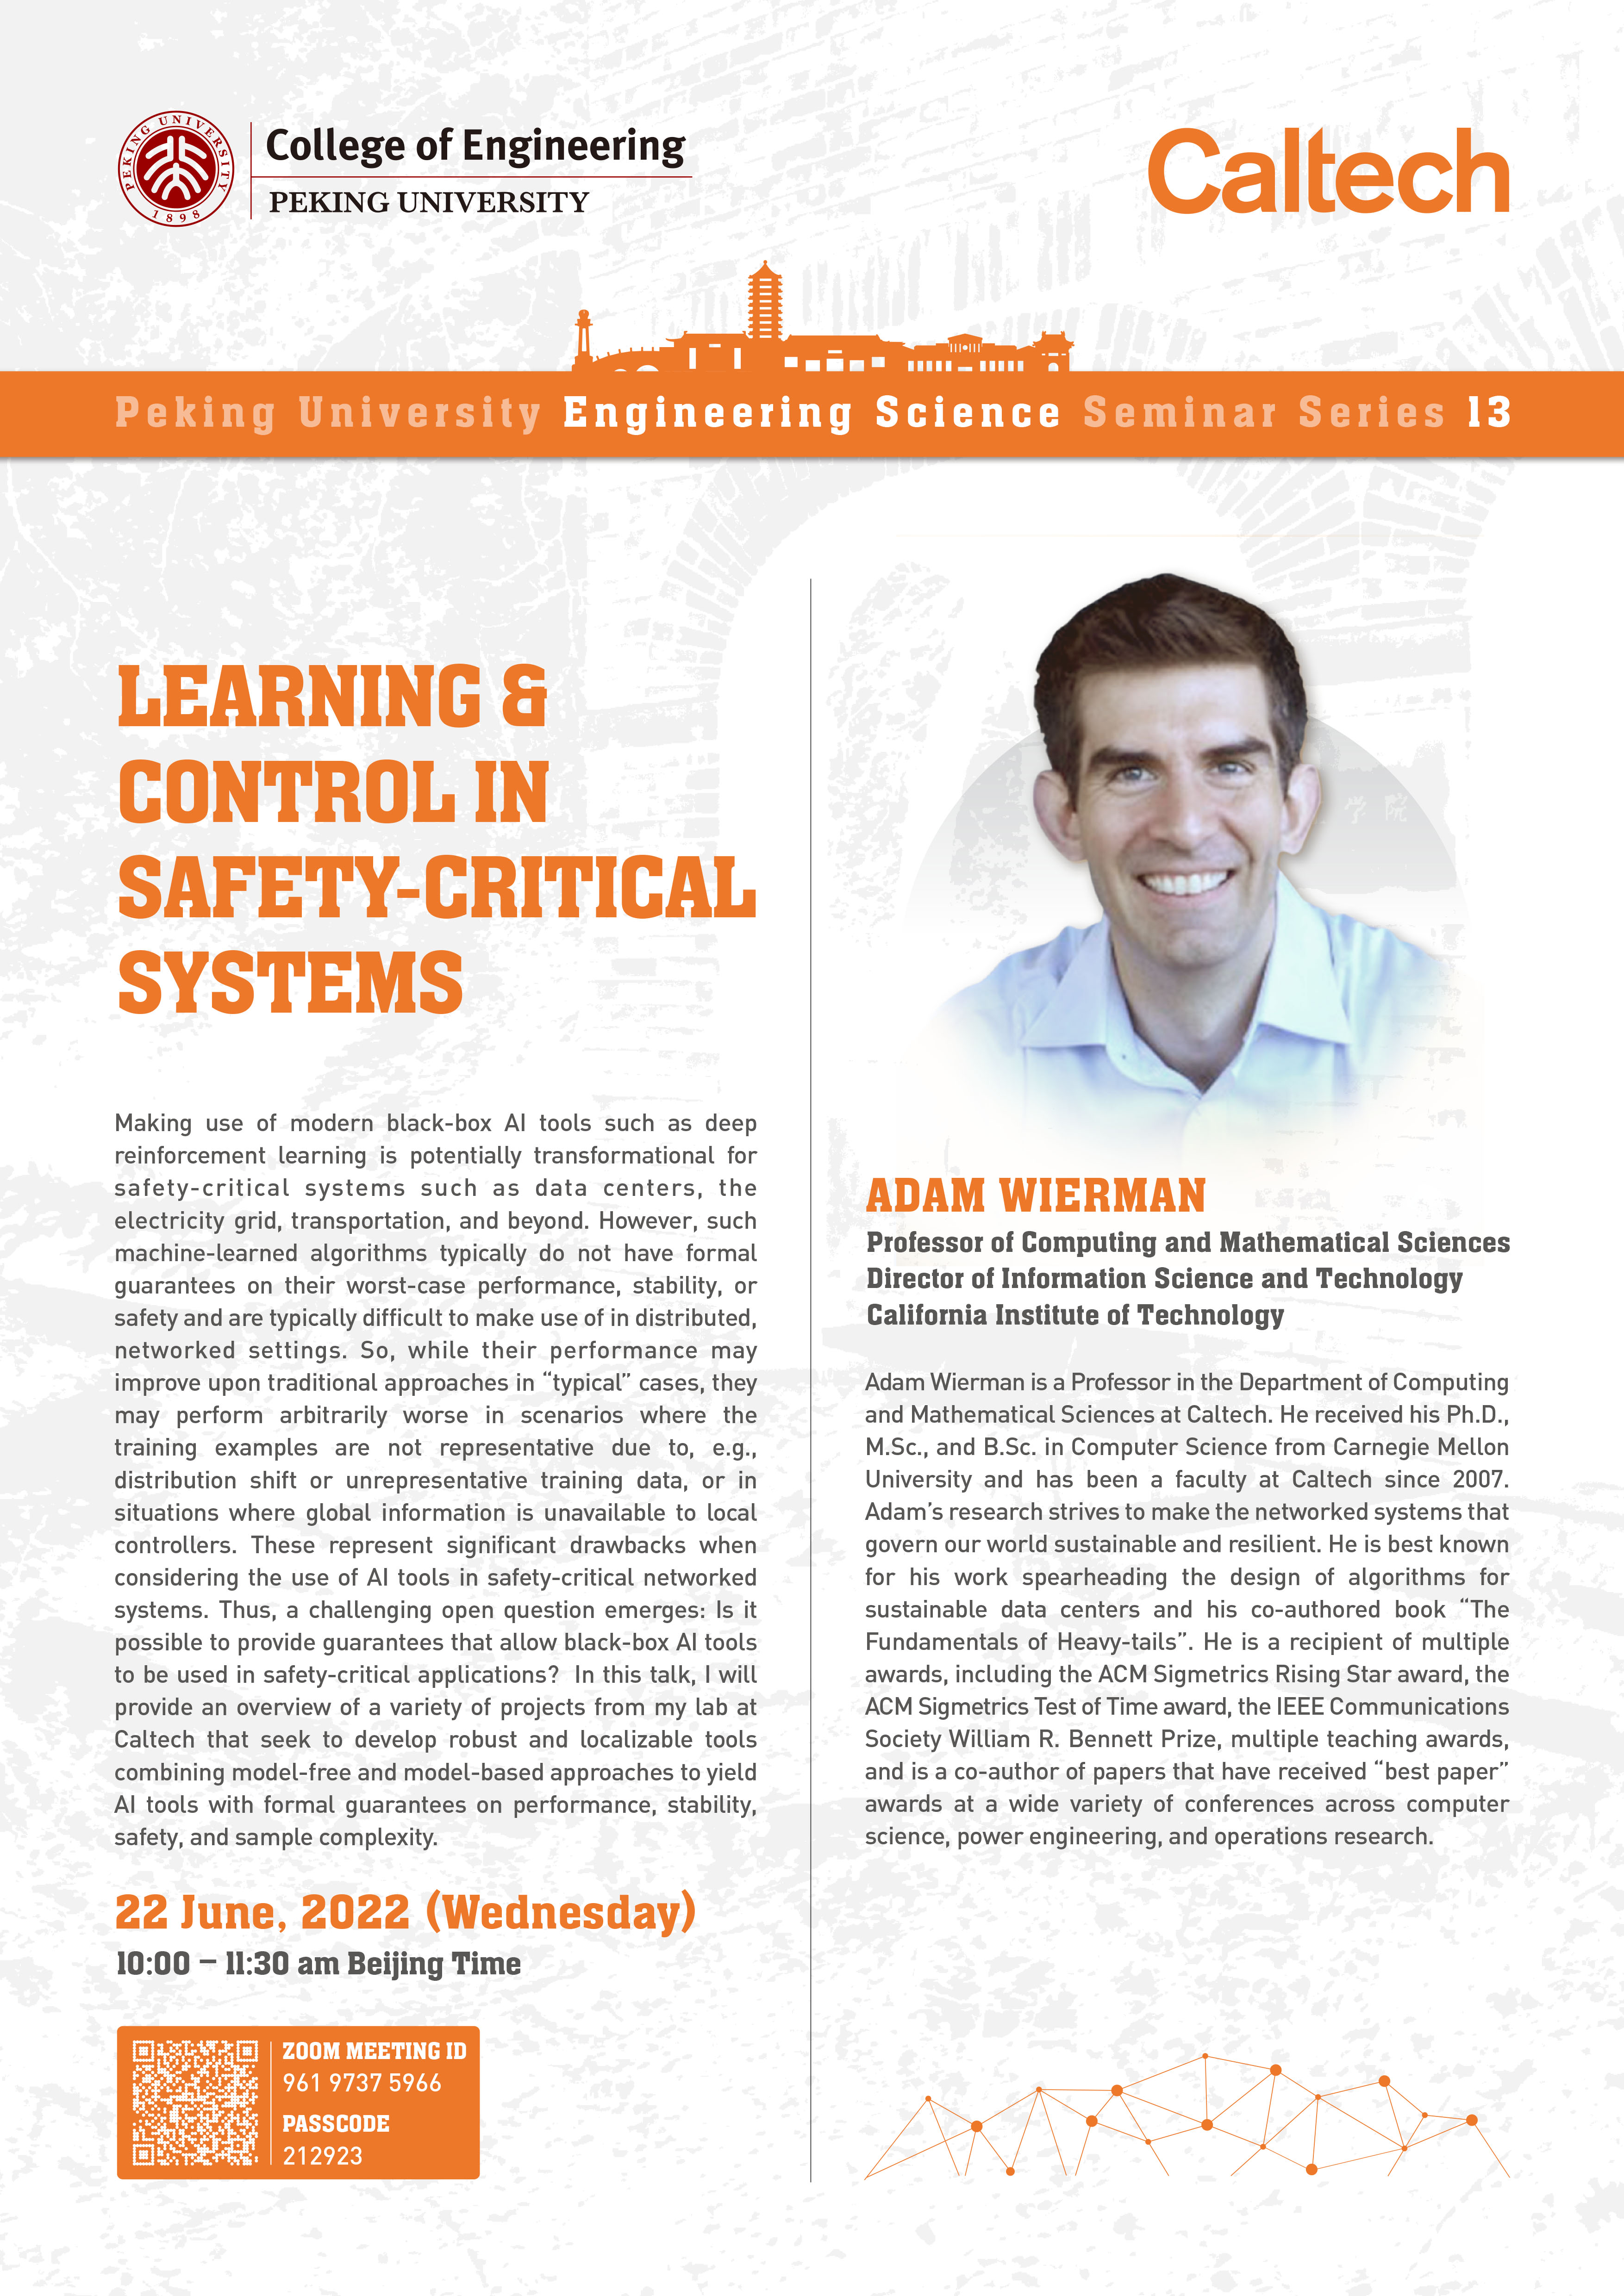 PEKING UNIVERSITY
1898
College of Engineering
PEKING UNIVERSITY
Caltech
Peking University Engineering Science Seminar Series 13
LEARNING &
CONTROL IN
SAFETY-CRITICAL
SYSTEMS
Making use of modern black-box AI tools such as deep
reinforcement learning is potentially transformational for
safety-critical systems such as data centers, the
electricity grid, transportation, and beyond. However, such
machine-learned algorithms typically do not have formal
guarantees on their worst-case performance, stability, or
safety and are typically difficult to make use of in distributed,
networked settings. So, while their performance may
improve upon traditional approaches in “typical” cases, they
may perform arbitrarily worse in scenarios where the
training examples are not representative due to, e.g.,
distribution shift or unrepresentative training data, or in
situations where global information is unavailable to local
controllers. These represent significant drawbacks when
considering the use of AI tools in safety-critical networked
systems. Thus, a challenging open question emerges: Is it
possible to provide guarantees that allow black-box AI tools
to be used in safety-critical applications? In this talk, I will
provide an overview of a variety of projects from my lab at
Caltech that seek to develop robust and localizable tools
combining model-free and model-based approaches to yield
AI tools with formal guarantees on performance, stability,
safety, and sample complexity.
22 June, 2022 (Wednesday)
10:00 – 11:30 am Beijing Time
ZOOM MEETING ID
961 9737 5966
PASSCODE
212923
學院
ADAM WIERMAN
Professor of Computing and Mathematical Sciences
Director of Information Science and Technology
California Institute of Technology
Adam Wierman is a Professor in the Department of Computing
and Mathematical Sciences at Caltech. He received his Ph.D.,
M.Sc., and B.Sc. in Computer Science from Carnegie Mellon
University and has been a faculty at Caltech since 2007.
Adam’s research strives to make the networked systems that
govern our world sustainable and resilient. He is best known
for his work spearheading the design of algorithms for
sustainable data centers and his co-authored book “The
Fundamentals of Heavy-tails”. He is a recipient of multiple
awards, including the ACM Sigmetrics Rising Star award, the
ACM Sigmetrics Test of Time award, the IEEE Communications
Society William R. Bennett Prize, multiple teaching awards,
and is a co-author of papers that have received “best paper”
awards at a wide variety of conferences across computer
science, power engineering, and operations research.